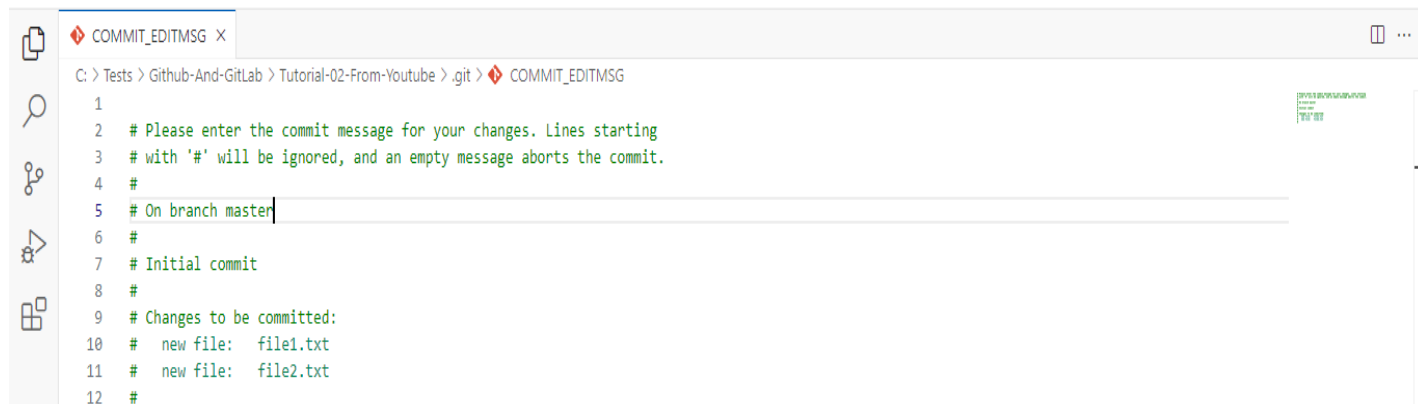 COMMIT_EDITMSG ×
C: > Tests > Github-And-GitLab > Tutorial-02-From-Youtube > .git > COMMIT_EDITMSG
1
2 # Please enter the commit message for your changes. Lines starting
3 # with '#' will be ignored, and an empty message aborts the commit.
4 #
5 # On branch master
6 #
7 # Initial commit
8 #
9 # Changes to be committed:
10 #   new file:   file1.txt
11 #   new file:   file2.txt
12 #